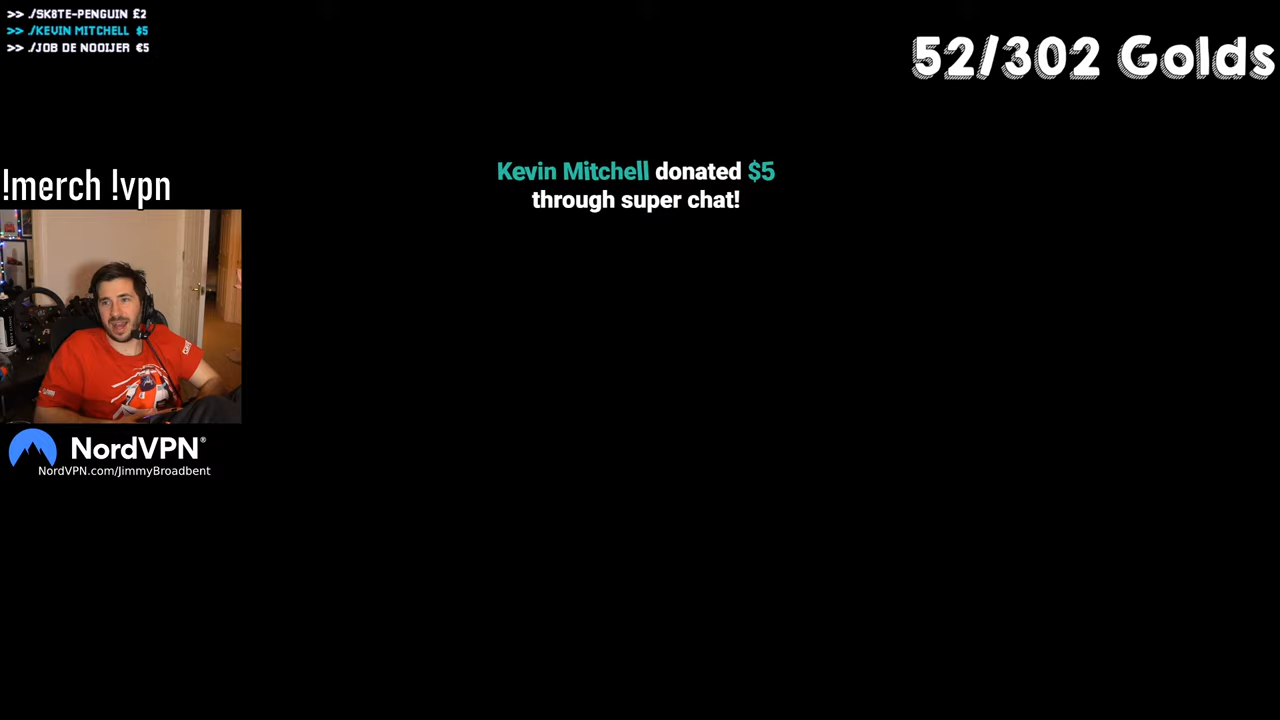 >> ./SK8TE-PENGUIN £2
>> ./KEVIN MITCHELL $5
>> ./JOB DE NOOIJER €5
52/302 Golds
Kevin Mitchell donated $5
through super chat!
!merch !vpn
NordVPN®
NordVPN.com/JimmyBroadbent